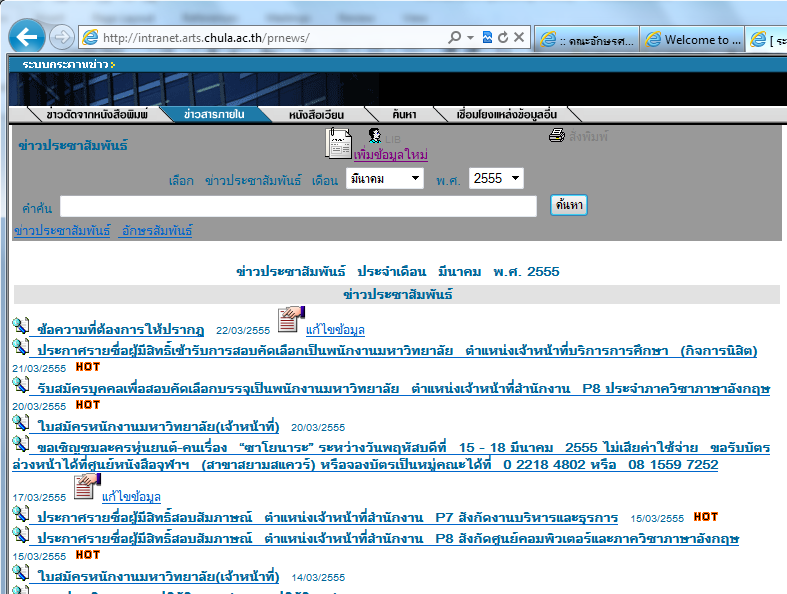 http://intranet.arts.chula.ac.th/prnews/
:: คณะอักษรศ...
Welcome to ...
[ ระ
ระบบกระดานข่าว
ข่าวตัดจากหนังสือพิมพ์
ข่าวสารภายใน
หนังสือเวียน
ค้นหา
เชื่อมโยงแหล่งข้อมูลอื่น
ข่าวประชาสัมพันธ์
LIB
เพิ่มข้อมูลใหม่
สั่งพิมพ์
เลือก ข่าวประชาสัมพันธ์ เดือน มีนาคม พ.ศ. 2555
คำค้น
ค้นหา
ข่าวประชาสัมพันธ์ อักษรสัมพันธ์
ข่าวประชาสัมพันธ์ ประจำเดือน มีนาคม พ.ศ. 2555
ข่าวประชาสัมพันธ์
ข้อความที่ต้องการให้ปรากฏ 22/03/2555 แก้ไขข้อมูล
ประกาศรายชื่อผู้มีสิทธิ์เข้ารับการสอบคัดเลือกเป็นพนักงานมหาวิทยาลัย ตำแหน่งเจ้าหน้าที่บริการการศึกษา (กิจการนิสิต)
21/03/2555 HOT
รับสมัครบุคคลเพื่อสอบคัดเลือกบรรจุเป็นพนักงานมหาวิทยาลัย ตำแหน่งเจ้าหน้าที่สำนักงาน P8 ประจำภาควิชาภาษาอังกฤษ
20/03/2555 HOT
ใบสมัครพนักงานมหาวิทยาลัย(เจ้าหน้าที่) 20/03/2555
ขอเชิญชมละครหุ่นยนต์-คนเรื่อง “ซาโยนาระ” ระหว่างวันพฤหัสบดีที่ 15 - 18 มีนาคม 2555 ไม่เสียค่าใช้จ่าย ขอรับบัตร
ล่วงหน้าได้ที่ศูนย์หนังสือจุฬาฯ (สาขาสยามสแควร์) หรือจองบัตรเป็นหมู่คณะได้ที่ 0 2218 4802 หรือ 08 1559 7252
17/03/2555 แก้ไขข้อมูล
ประกาศรายชื่อผู้มีสิทธิ์สอบสัมภาษณ์ ตำแหน่งเจ้าหน้าที่สำนักงาน P7 สังกัดงานบริหารและธุรการ 15/03/2555 HOT
ประกาศรายชื่อผู้มีสิทธิ์สอบสัมภาษณ์ ตำแหน่งเจ้าหน้าที่สำนักงาน P8 สังกัดศูนย์คอมพิวเตอร์และภาควิชาภาษาอังกฤษ
15/03/2555 HOT
ใบสมัครพนักงานมหาวิทยาลัย(เจ้าหน้าที่) 14/03/2555